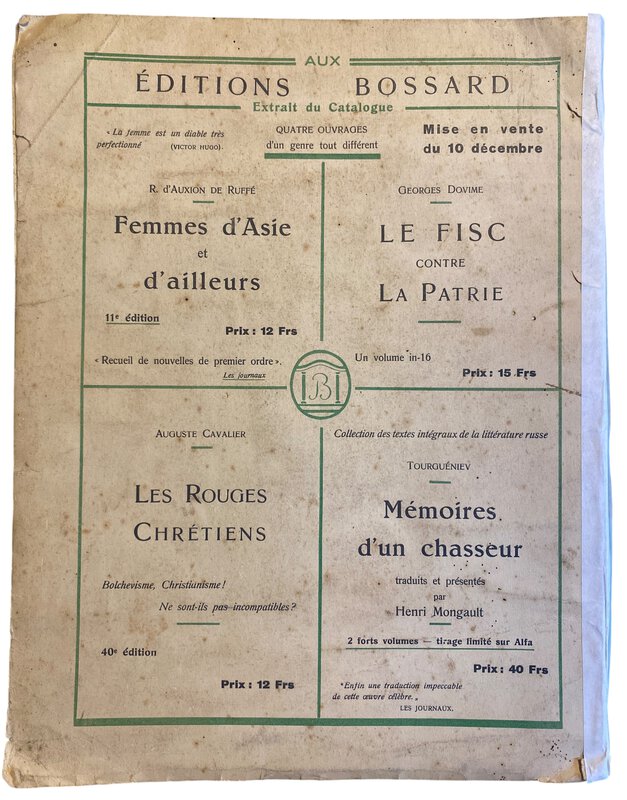 AUX
ÉDITIONS BOSSARD
Extrait du Catalogue
« La femme est un diable très
perfectionné (VICTOR HUGO).
QUATRE OUVRAGES
d'un genre tout différent
Mise en vente
du 10 décembre
R. d'AUXION DE RUFFÉ
Femmes d'Asie
et
d'ailleurs
11e édition
Prix : 12 Frs
« Recueil de nouvelles de premier ordre ».
Les journaux
GEORGES DOVIME
LE FISC
CONTRE
LA PATRIE
Un volume in-16
Prix : 15 Frs
B
AUGUSTE CAVALIER
LES ROUGES
CHRÉTIENS
Bolchevisme, Christianisme !
Ne sont-ils pas incompatibles ?
40e édition
Prix : 12 Frs
Collection des textes intégraux de la littérature russe
TOURGUÉNIEV
Mémoires
d'un chasseur
traduits et présentés
par
Henri Mongault
2 forts volumes — tirage limité sur Alfa
Prix : 40 Frs
"Enfin une traduction impeccable
de cette œuvre célèbre.„
LES JOURNAUX.